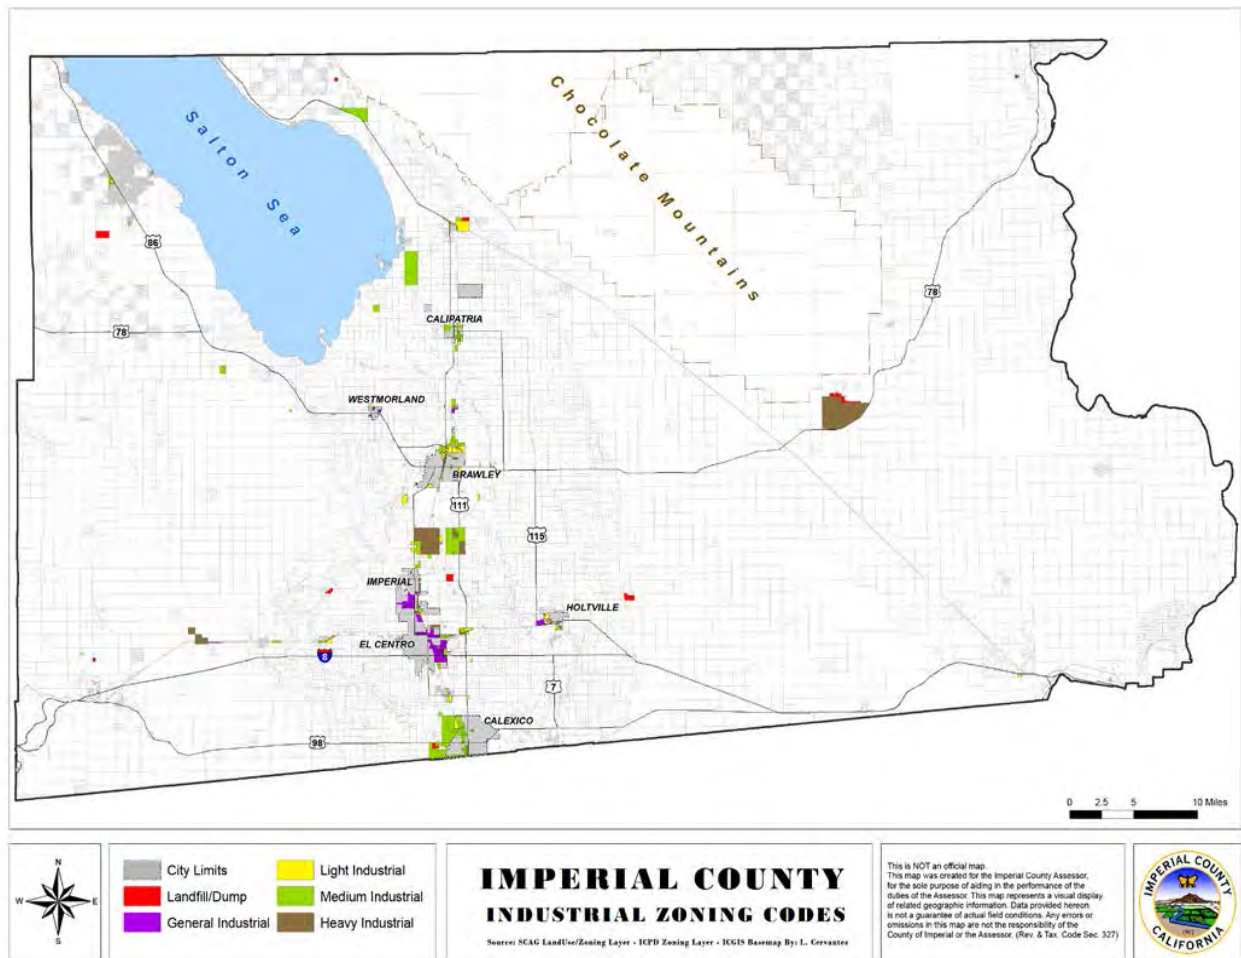 Salton Sea
Chocolate Mountains
86
78
78
CALIPATRIA
WESTMORLAND
BRAWLEY
111
115
IMPERIAL
HOLTVILLE
EL CENTRO
8
7
CALEXICO
98
0 2.5 5 10 Miles
N
W E
S
City Limits
Landfill/Dump
General Industrial
Light Industrial
Medium Industrial
Heavy Industrial
IMPERIAL COUNTY
INDUSTRIAL ZONING CODES
Source: SCAG LandUse/Zoning Layer - ICPD Zoning Layer - ICGIS Basemap By: L. Cervantes
This is NOT an official map.
This map was created for the Imperial County Assessor,
for the sole purpose of aiding in the performance of the
duties of the Assessor. This map represents a visual display
of related geographic information. Data provided hereon
is not a guarantee of actual field conditions. Any errors or
omissions in this map are not the responsibility of the
County of Imperial or the Assessor. (Rev. & Tax. Code Sec. 327)
IMPERIAL COUNTY
1907
CALIFORNIA